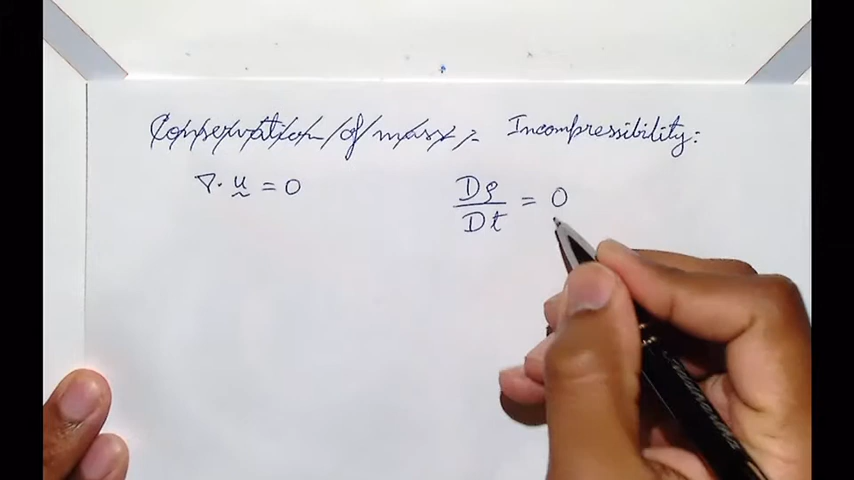 Conservation of mass : Incompressibility:
∇· ṵ = 0
Dρ/Dt = 0